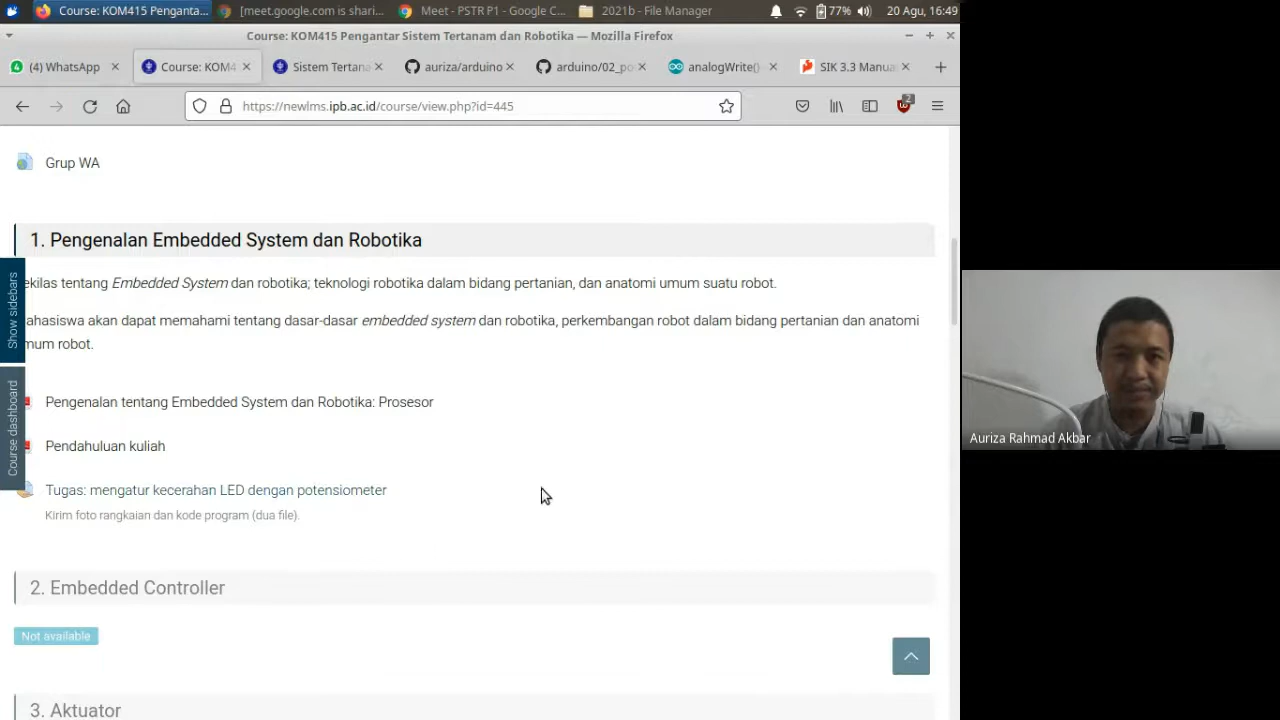 Course: KOM415 Penganta...
[meet.google.com is shari...
Meet - PSTR P1 - Google C...
2021b - File Manager
77%
20 Agu, 16:49
Course: KOM415 Pengantar Sistem Tertanam dan Robotika — Mozilla Firefox
(4) WhatsApp
Course: KOM4
Sistem Tertana
auriza/arduino
arduino/02_po
analogWrite()
SIK 3.3 Manua
https://newlms.ipb.ac.id/course/view.php?id=445
2
Grup WA
1. Pengenalan Embedded System dan Robotika
ekilas tentang Embedded System dan robotika; teknologi robotika dalam bidang pertanian, dan anatomi umum suatu robot.
Show sidebars
ahasiswa akan dapat memahami tentang dasar-dasar embedded system dan robotika, perkembangan robot dalam bidang pertanian dan anatomi
mum robot.
Course dashboard
Pengenalan tentang Embedded System dan Robotika: Prosesor
Pendahuluan kuliah
Tugas: mengatur kecerahan LED dengan potensiometer
Kirim foto rangkaian dan kode program (dua file).
2. Embedded Controller
Not available
3. Aktuator
Auriza Rahmad Akbar